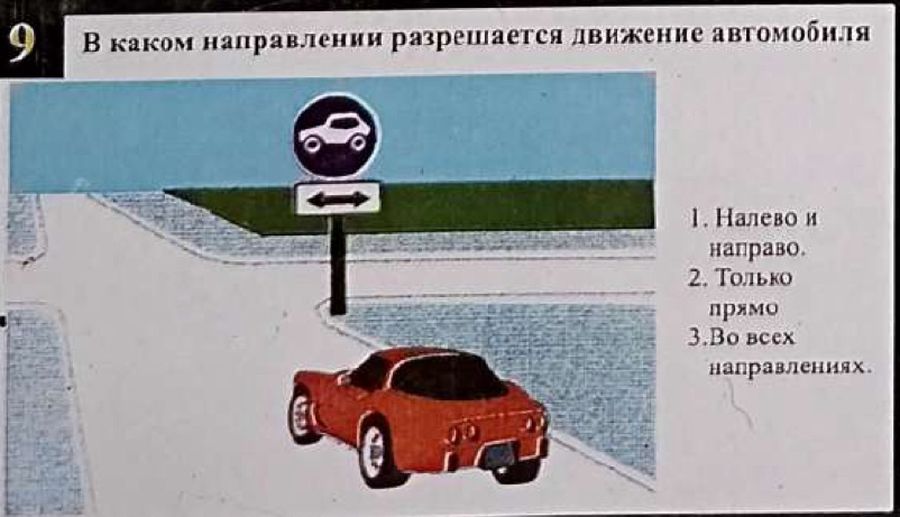 9
В каком направлении разрешается движение автомобиля
1. Налево и
направо.
2. Только
прямо
3.Во всех
направлениях.